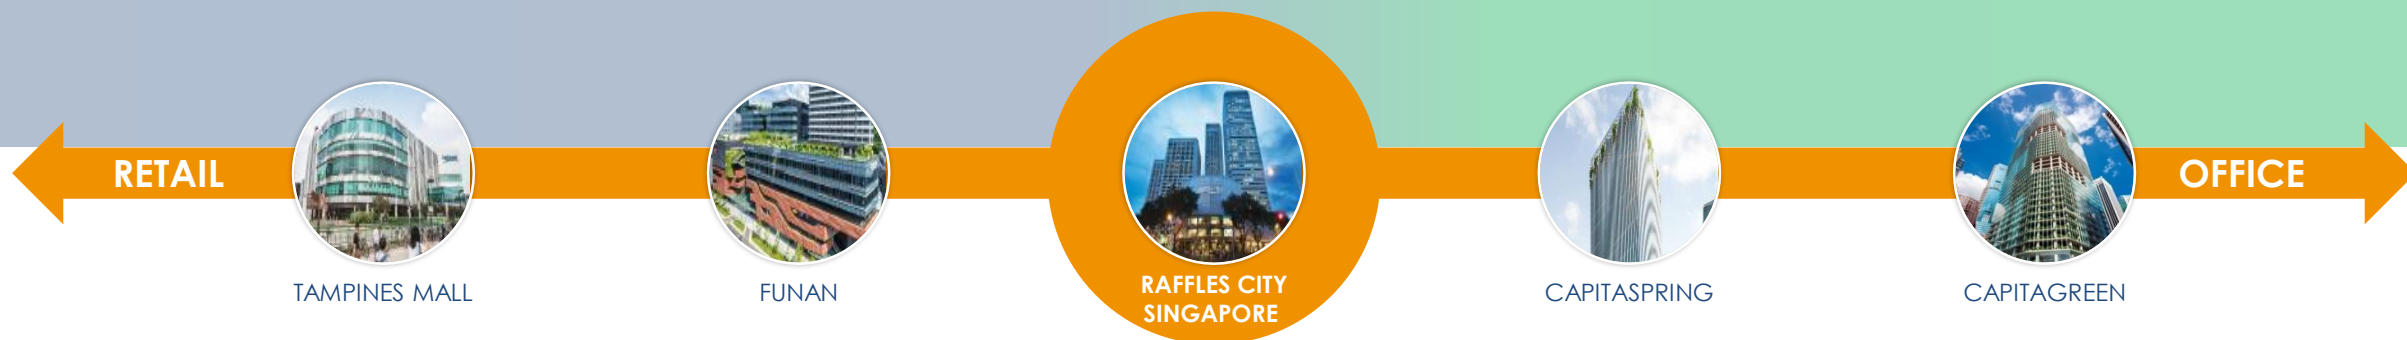 RETAIL
OFFICE
TAMPINES MALL
FUNAN
RAFFLES CITY
SINGAPORE
CAPITASPRING
CAPITAGREEN